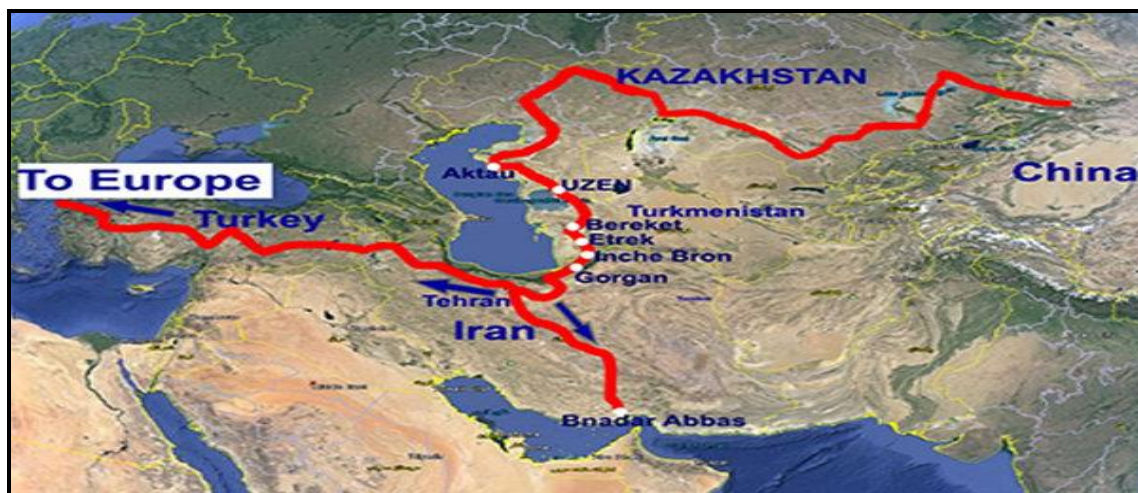 KAZAKHSTAN
China
Aktau
UZEN
To Europe
Turkmenistan
Turkey
Bereket
Etrek
Inche Bron
Gorgan
Tehran
Iran
Bnadar Abbas